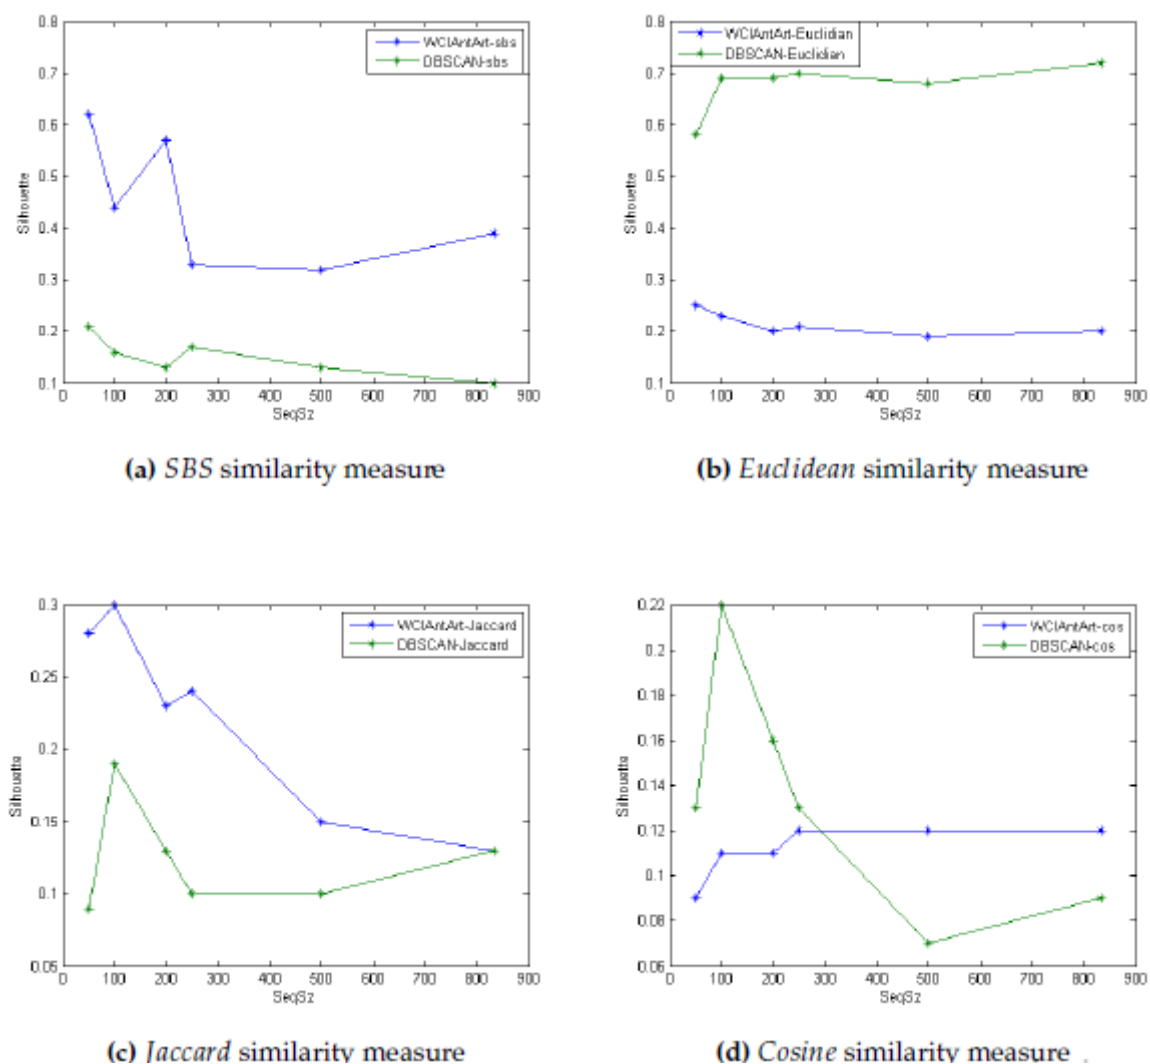 0.8
0.7
0.6
0.5
0.4
0.3
0.2
0.1
Silhouette
WCIAntArt-sbs
DBSCAN-sbs
0 100 200 300 400 500 600 700 800 900
SeqSz
(a) SBS similarity measure
0.8
0.7
0.6
0.5
0.4
0.3
0.2
0.1
Silhouette
WCIAntArt-Euclidian
DBSCAN-Euclidian
0 100 200 300 400 500 600 700 800 900
SeqSz
(b) Euclidean similarity measure
0.3
0.25
0.2
0.15
0.1
0.05
Silhouette
WCIAntArt-Jaccard
DBSCAN-Jaccard
0 100 200 300 400 500 600 700 800 900
SeqSz
(c) Jaccard similarity measure
0.22
0.2
0.18
0.16
0.14
0.12
0.1
0.08
0.06
Silhouette
WCIAntArt-cos
DBSCAN-cos
0 100 200 300 400 500 600 700 800 900
SeqSz
(d) Cosine similarity measure